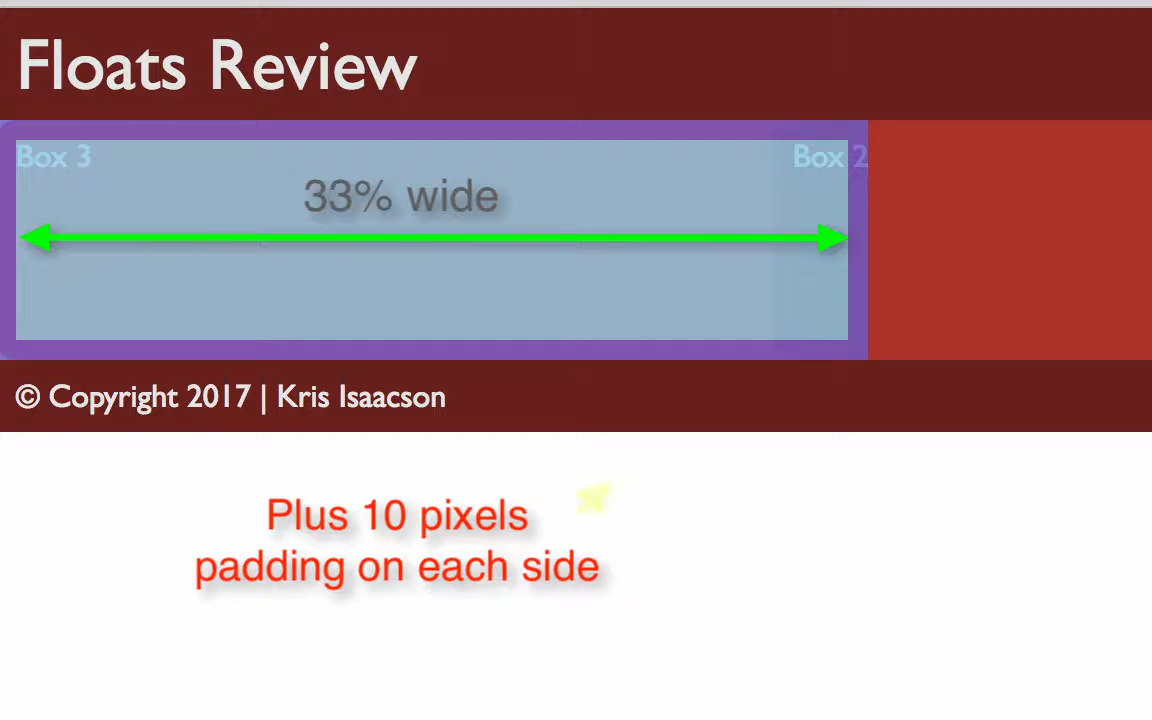 Floats Review
Box 3 Box 2
33% wide
© Copyright 2017 | Kris Isaacson
Plus 10 pixels
padding on each side